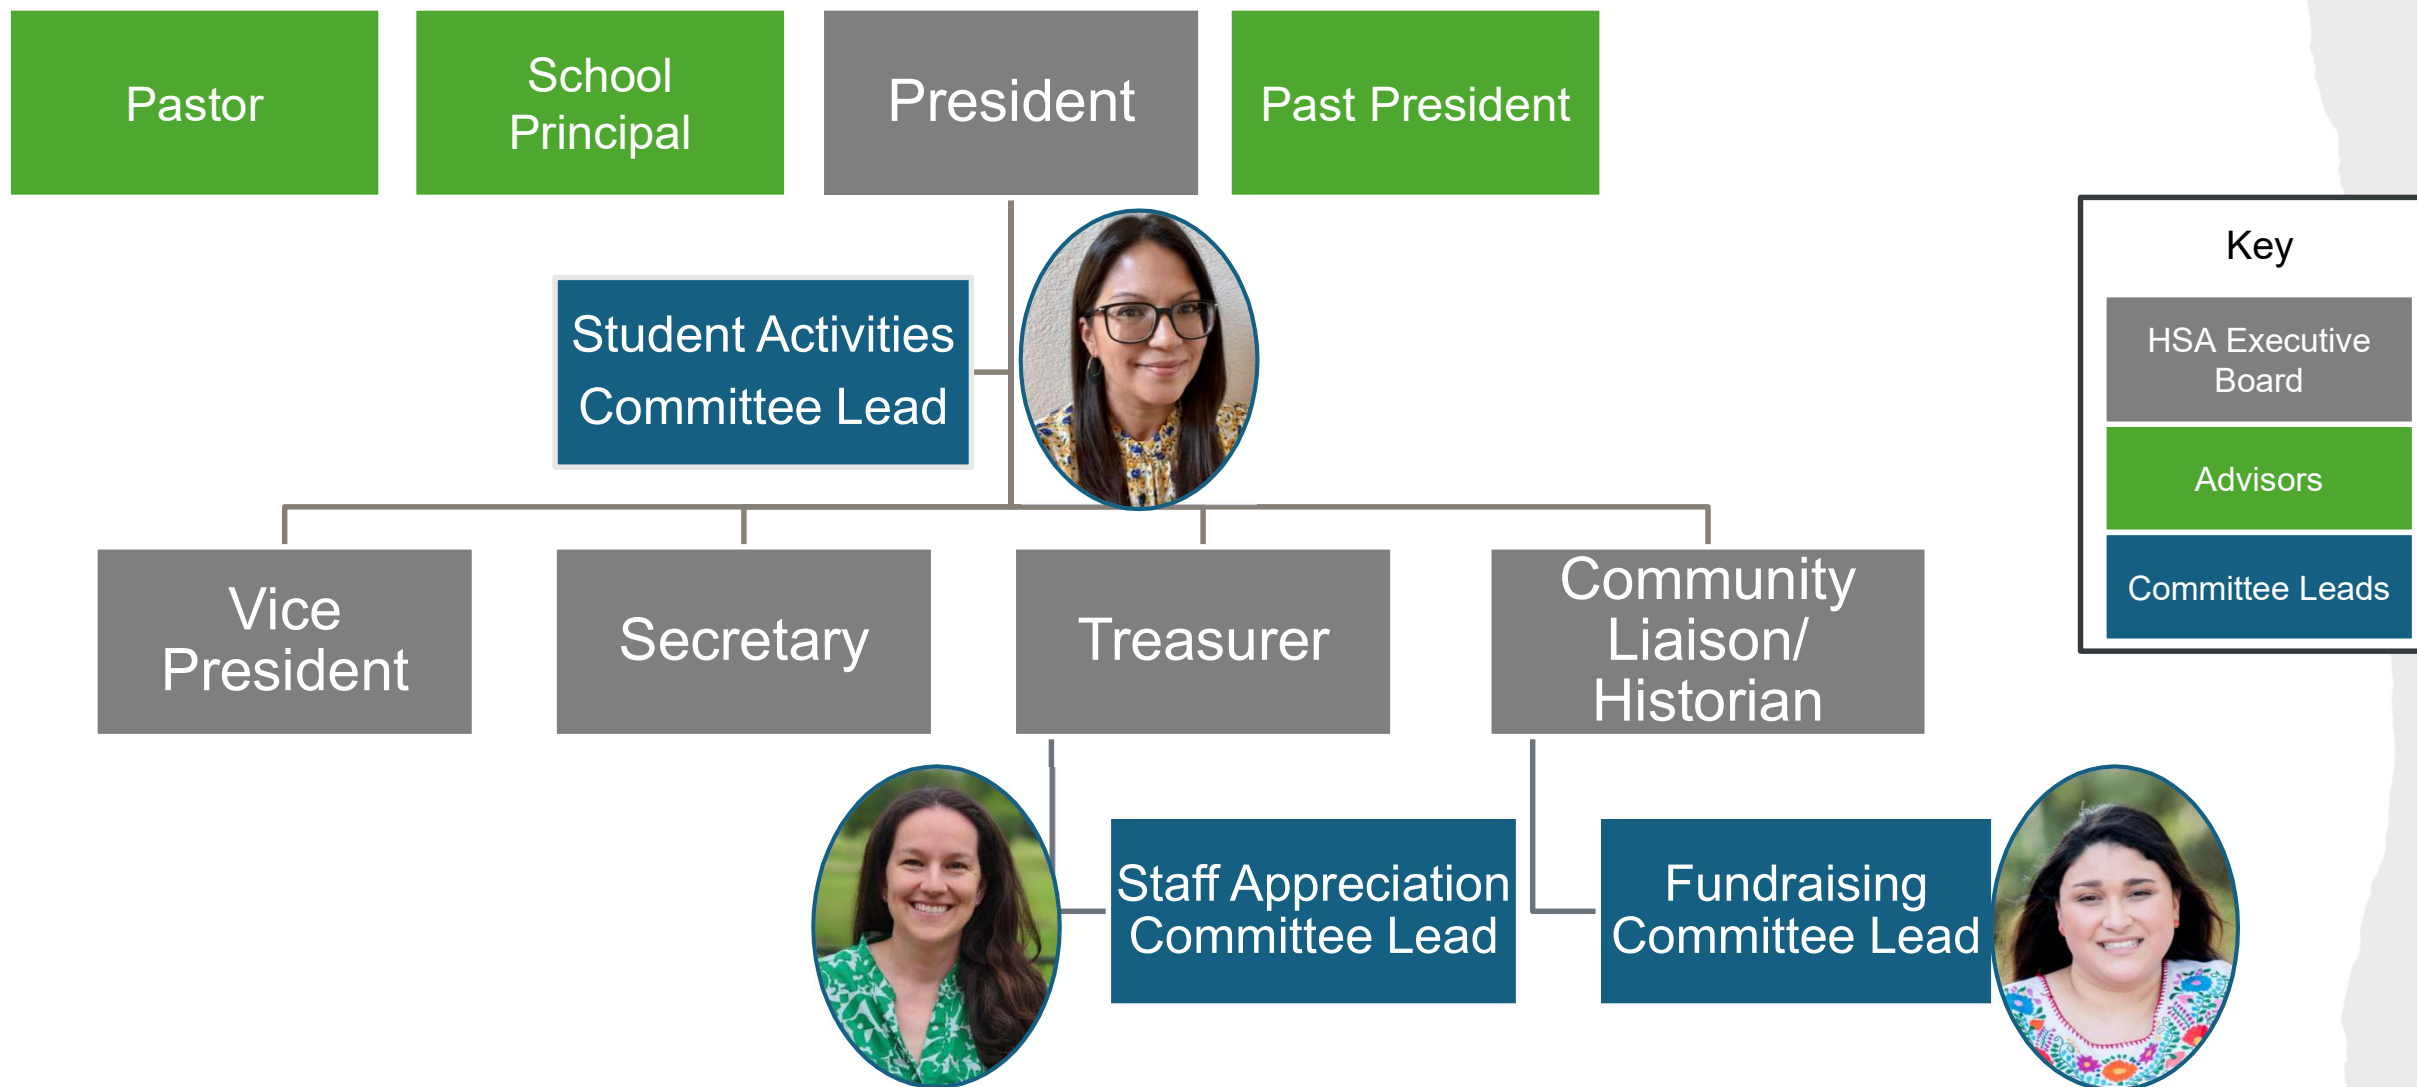 Pastor
School
Principal
President
Past President
Student Activities
Committee Lead
Key
HSA Executive
Board
Advisors
Committee Leads
Vice
President
Secretary
Treasurer
Community
Liaison/
Historian
Staff Appreciation
Committee Lead
Fundraising
Committee Lead